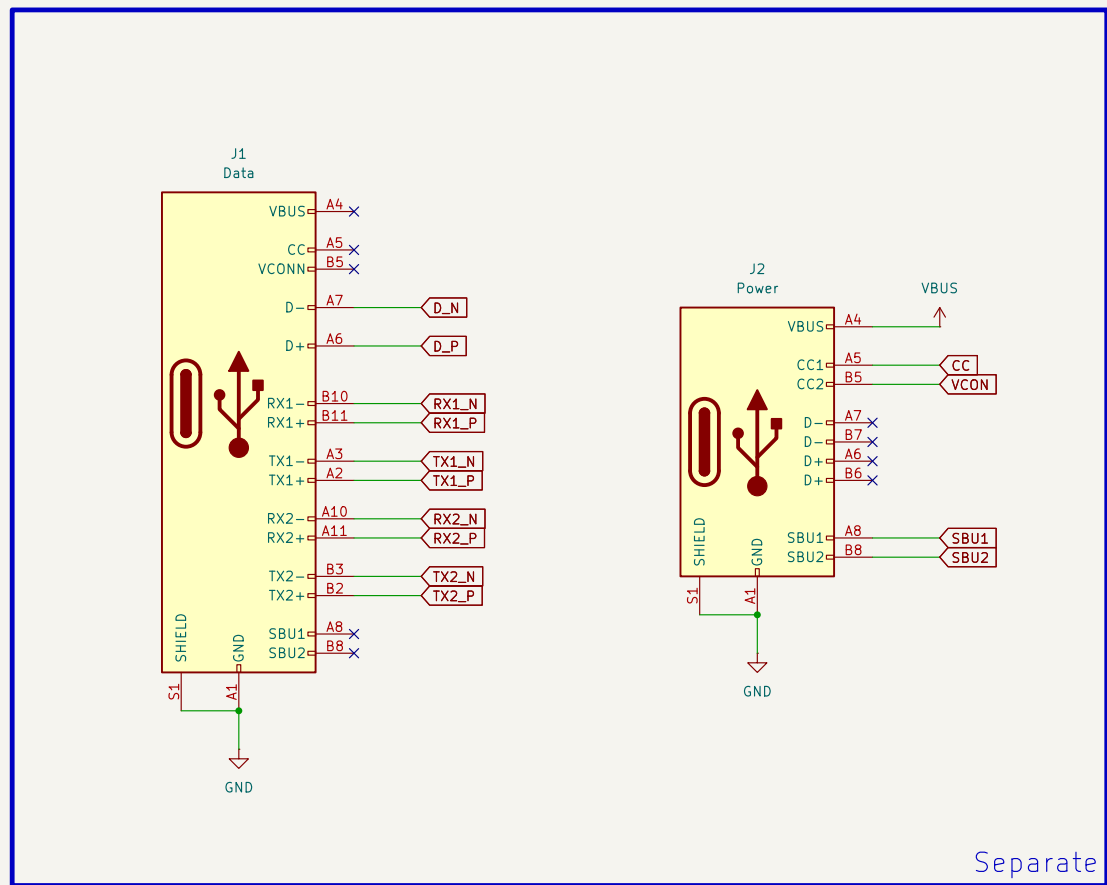 J1
Data
VBUS A4
CC A5
VCONN B5
D- A7 D_N
D+ A6 D_P
RX1- B10 RX1_N
RX1+ B11 RX1_P
TX1- A3 TX1_N
TX1+ A2 TX1_P
RX2- A10 RX2_N
RX2+ A11 RX2_P
TX2- B3 TX2_N
TX2+ B2 TX2_P
SBU1 A8
SBU2 B8
SHIELD GND
S1 A1
GND
J2
Power
VBUS
VBUS A4
CC1 A5 CC
CC2 B5 VCON
D- A7
D- B7
D+ A6
D+ B6
SBU1 A8 SBU1
SBU2 B8 SBU2
SHIELD GND
S1 A1
GND
Separate